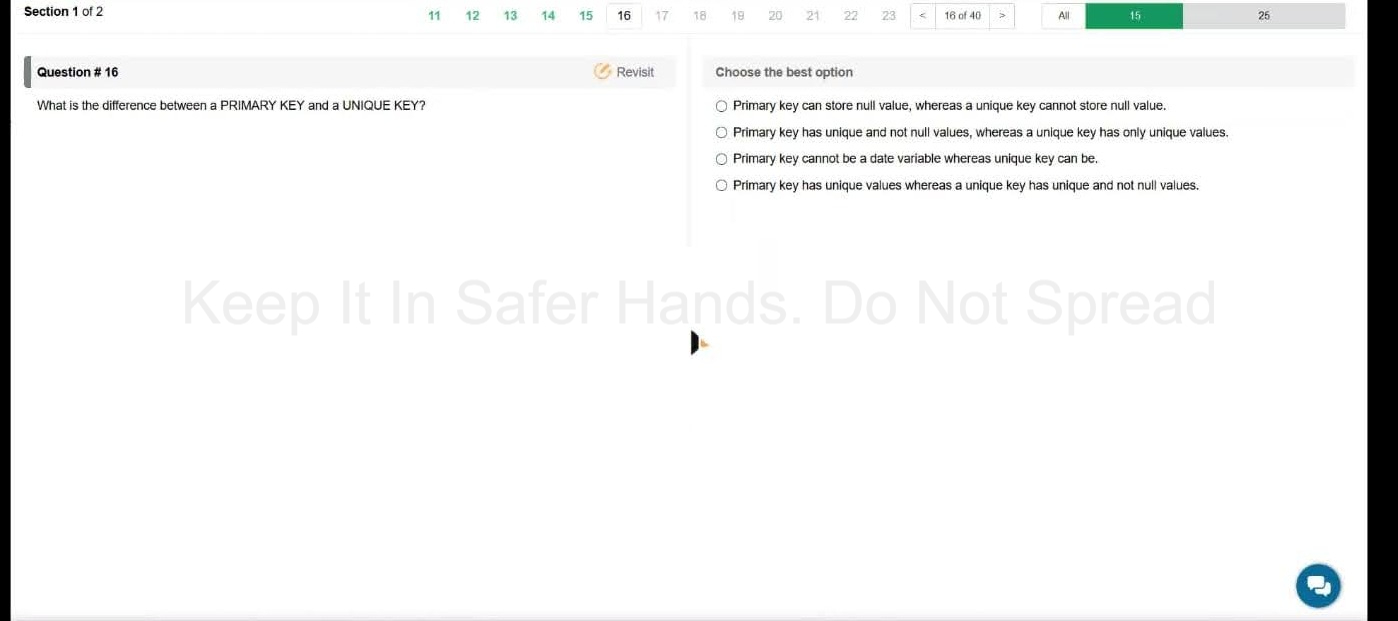 Section 1 of 2
11 12 13 14 15 16 17 18 19 20 21 22 23 < 16 of 40 > All 15 25
Question # 16
Revisit
What is the difference between a PRIMARY KEY and a UNIQUE KEY?
Choose the best option
Primary key can store null value, whereas a unique key cannot store null value.
Primary key has unique and not null values, whereas a unique key has only unique values.
Primary key cannot be a date variable whereas unique key can be.
Primary key has unique values whereas a unique key has unique and not null values.
Keep It In Safer Hands. Do Not Spread